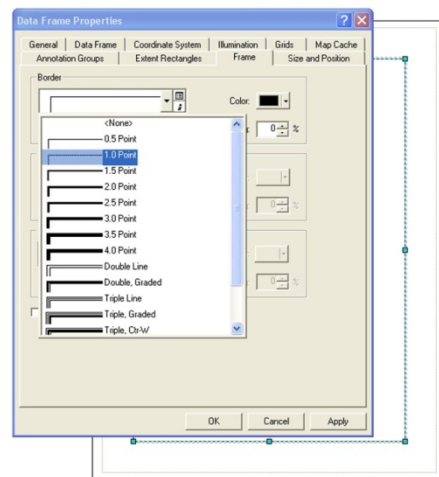 Data Frame Properties
General Data Frame Coordinate System Illumination Grids Map Cache
Annotation Groups Extent Rectangles Frame Size and Position
Border
Color:
<None>
0.5 Point
0 %
1.0 Point
1.5 Point
2.0 Point
2.5 Point
0 %
3.0 Point
3.5 Point
4.0 Point
Double Line
Double, Graded
0 %
Triple Line
Triple, Graded
Triple, Ctr-W
OK Cancel Apply